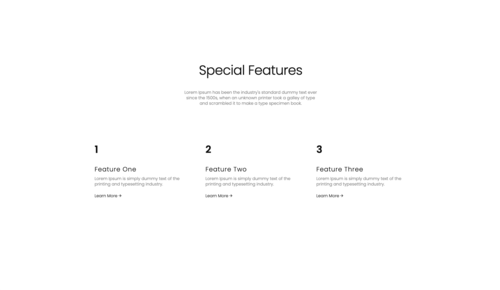 Special Features
Lorem Ipsum has been the industry's standard dummy text ever
since the 1500s, when an unknown printer took a galley of type
and scrambled it to make a type specimen book.
1
Feature One
Lorem Ipsum is simply dummy text of the
printing and typesetting industry.
Learn More →
2
Feature Two
Lorem Ipsum is simply dummy text of the
printing and typesetting industry.
Learn More →
3
Feature Three
Lorem Ipsum is simply dummy text of the
printing and typesetting industry.
Learn More →